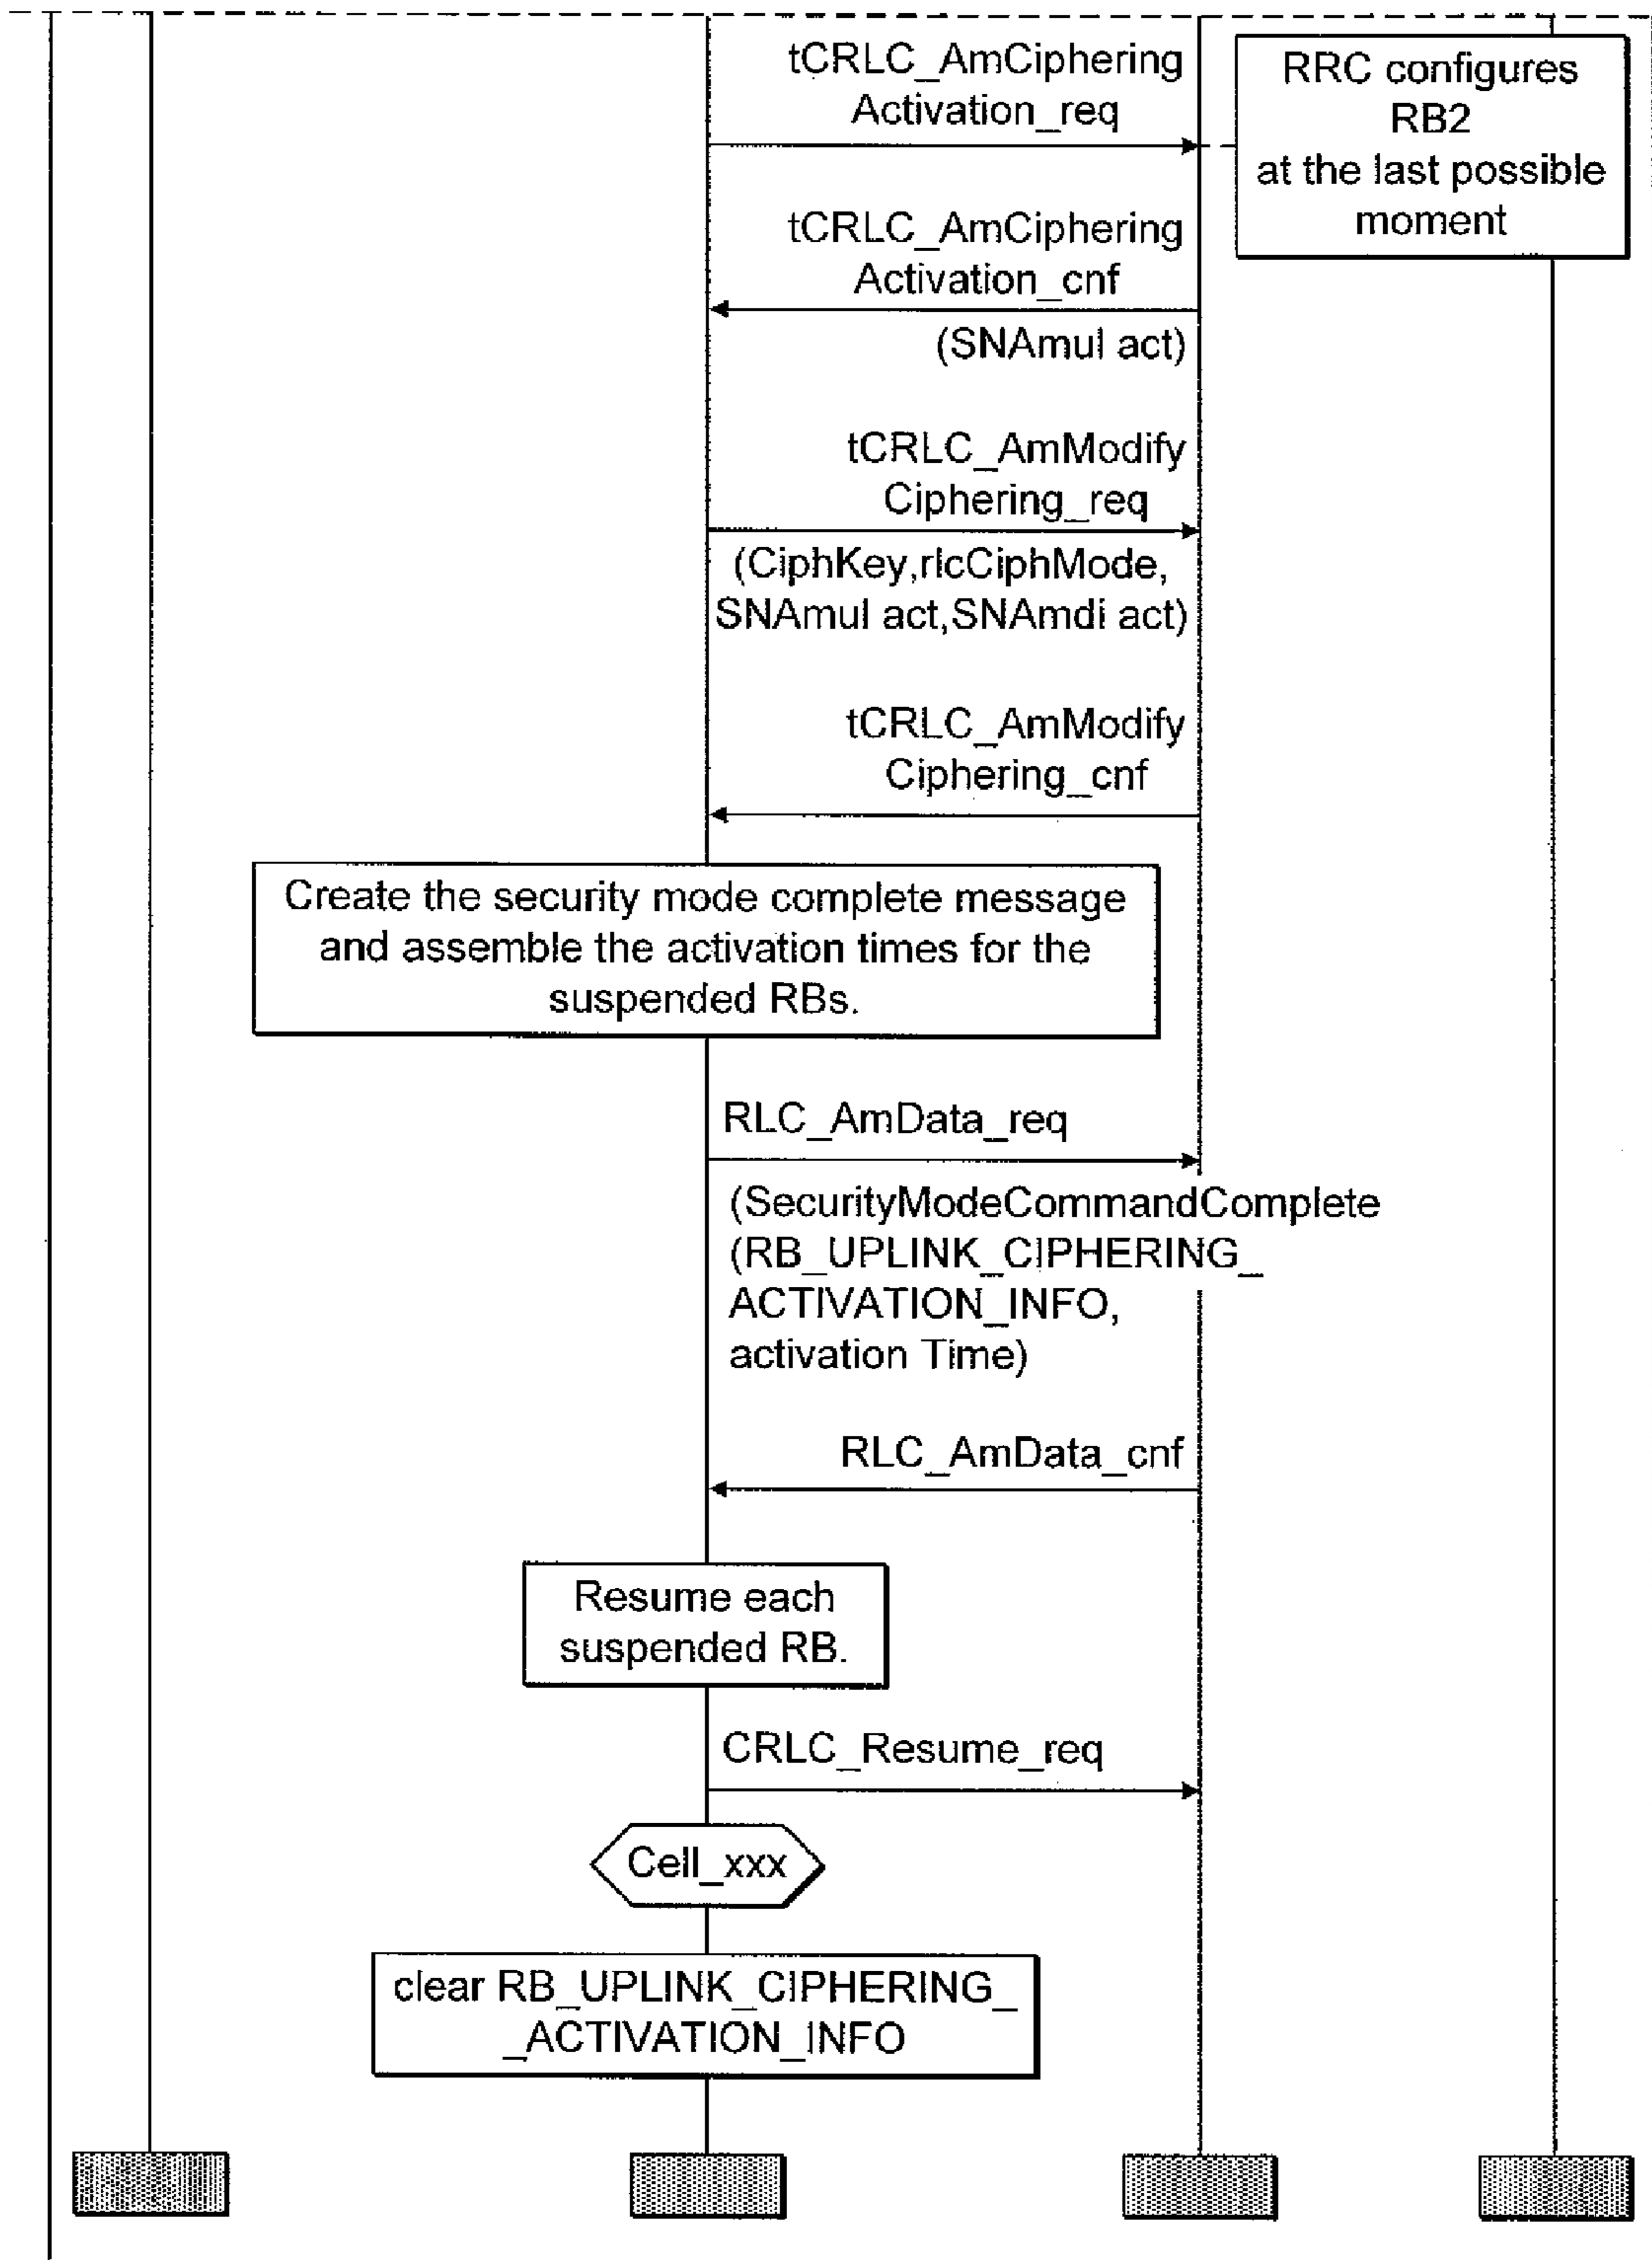 tCRLC_AmCiphering
Activation_req
RRC configures
RB2
at the last possible
moment
tCRLC_AmCiphering
Activation_cnf
(SNAmul act)
tCRLC_AmModify
Ciphering_req
(CiphKey,rlcCiphMode,
SNAmul act,SNAmdi act)
tCRLC_AmModify
Ciphering_cnf
Create the security mode complete message
and assemble the activation times for the
suspended RBs.
RLC_AmData_req
(SecurityModeCommandComplete
(RB_UPLINK_CIPHERING_
ACTIVATION_INFO,
activation Time)
RLC_AmData_cnf
Resume each
suspended RB.
CRLC_Resume_req
Cell_xxx
clear RB_UPLINK_CIPHERING_
_ACTIVATION_INFO